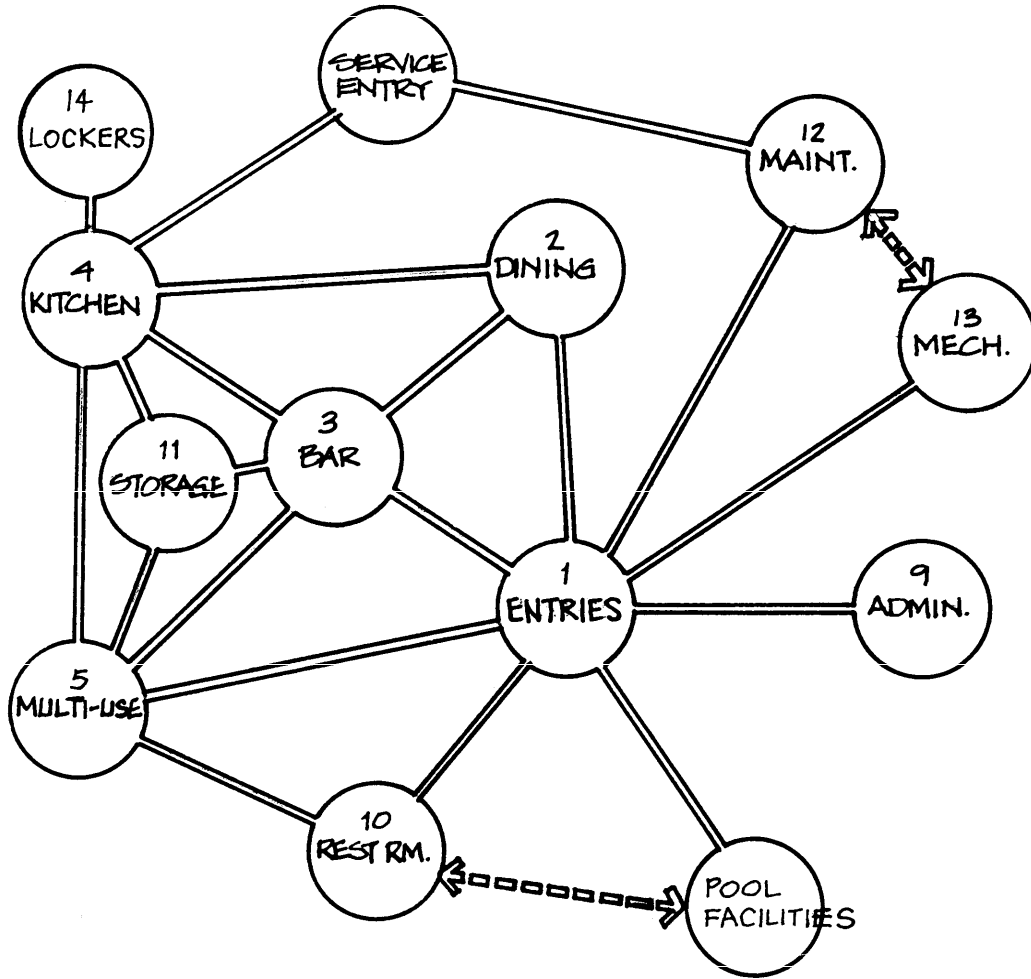 SERVICE
ENTRY
14
LOCKERS
12
MAINT.
2
DINING
4
KITCHEN
13
MECH.
3
BAR
11
STORAGE
1
ENTRIES
9
ADMIN.
5
MULTI-USE
10
REST RM.
POOL
FACILITIES